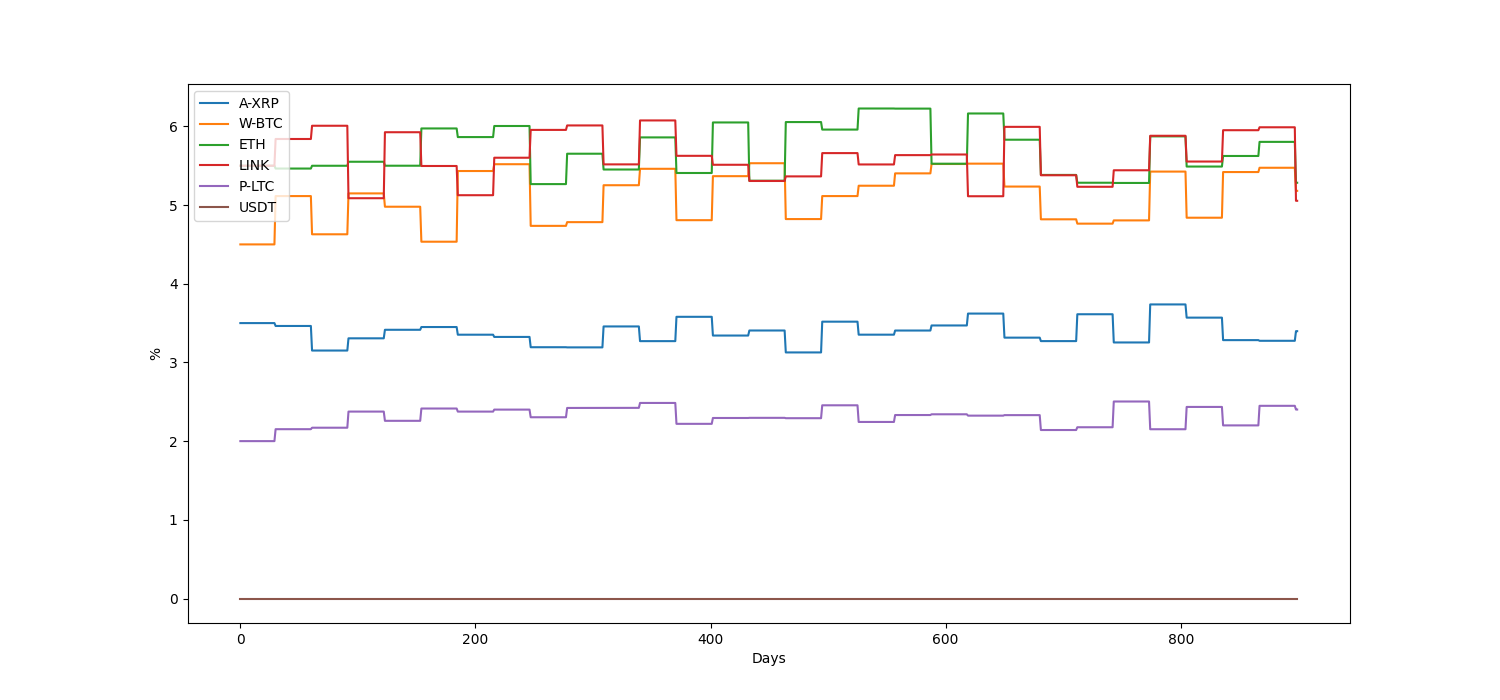 A-XRP
W-BTC
ETH
LINK
P-LTC
USDT
6
5
4
3
2
1
0
%
0 200 400 600 800
Days